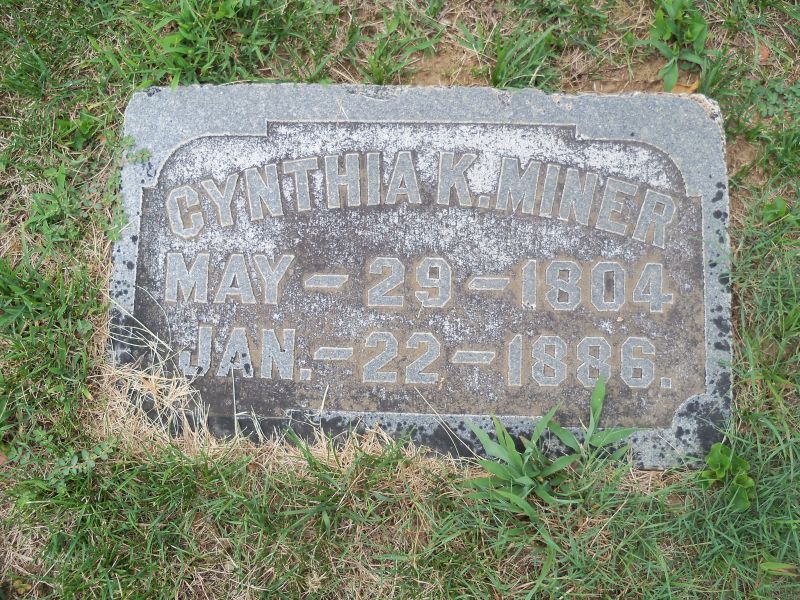 CYNTHIA K. MINER
MAY - 29 - 1804
JAN. - 22 - 1886.